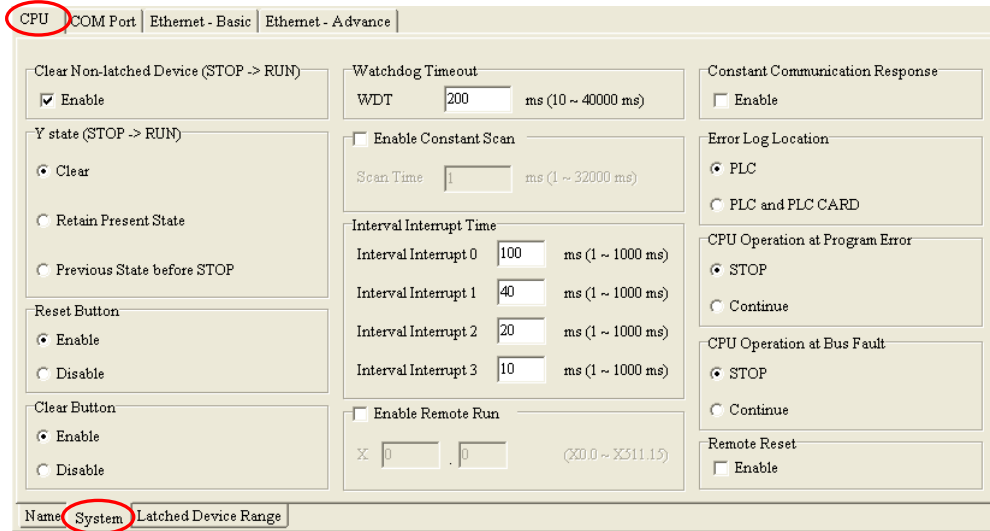 CPU COM Port Ethernet - Basic Ethernet - Advance
Clear Non-latched Device (STOP -> RUN)
Enable
Y state (STOP -> RUN)
Clear
Retain Present State
Previous State before STOP
Reset Button
Enable
Disable
Clear Button
Enable
Disable
Watchdog Timeout
WDT 200 ms (10 ~ 40000 ms)
Enable Constant Scan
Scan Time 1 ms (1 ~ 32000 ms)
Interval Interrupt Time
Interval Interrupt 0 100 ms (1 ~ 1000 ms)
Interval Interrupt 1 40 ms (1 ~ 1000 ms)
Interval Interrupt 2 20 ms (1 ~ 1000 ms)
Interval Interrupt 3 10 ms (1 ~ 1000 ms)
Enable Remote Run
X 0 . 0 (X0.0 ~ X511.15)
Constant Communication Response
Enable
Error Log Location
PLC
PLC and PLC CARD
CPU Operation at Program Error
STOP
Continue
CPU Operation at Bus Fault
STOP
Continue
Remote Reset
Enable
Name System Latched Device Range